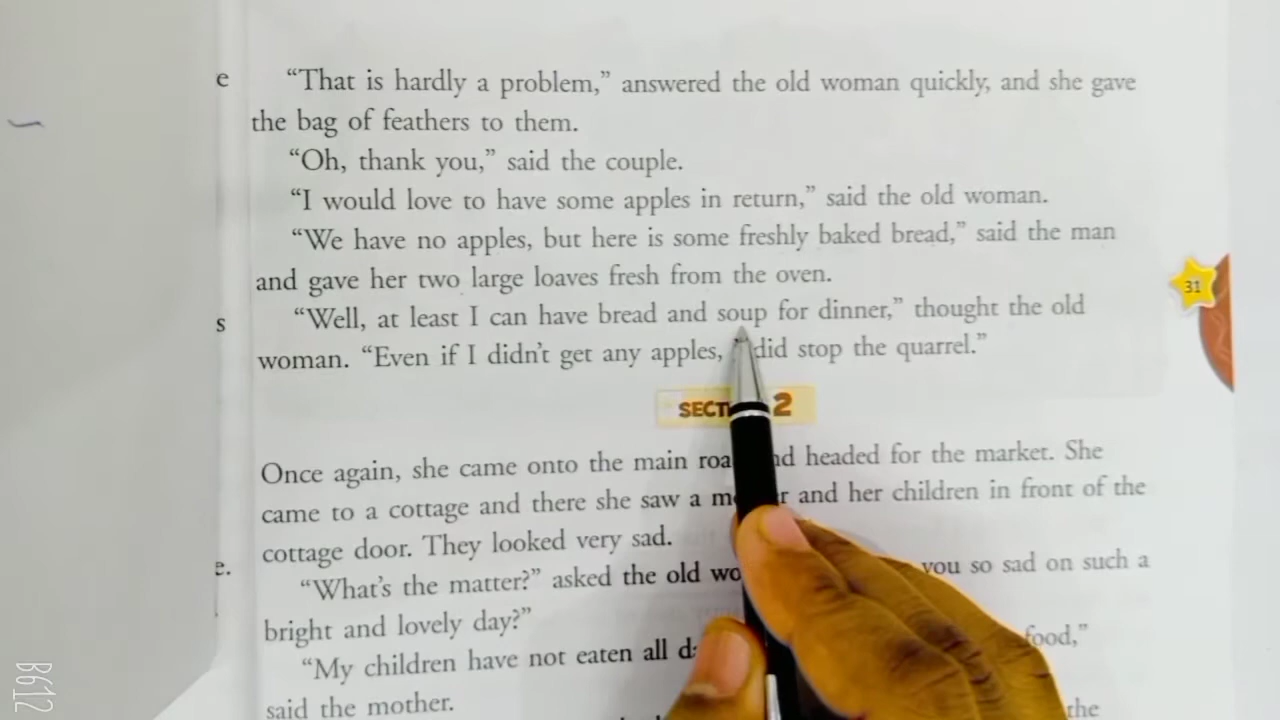 e
"That is hardly a problem," answered the old woman quickly, and she gave
the bag of feathers to them.
"Oh, thank you," said the couple.
"I would love to have some apples in return," said the old woman.
"We have no apples, but here is some freshly baked bread," said the man
and gave her two large loaves fresh from the oven.
31
s
"Well, at least I can have bread and soup for dinner," thought the old
woman. "Even if I didn't get any apples, did stop the quarrel."
2
Once again, she came onto the main headed for the market. She
came to a cottage and there she saw a and her children in front of the
cottage door. They looked very sad.
e.
"What's the matter?" asked the old you so sad on such a
bright and lovely day?"
"My children have not eaten all food,"
said the mother. the
B612